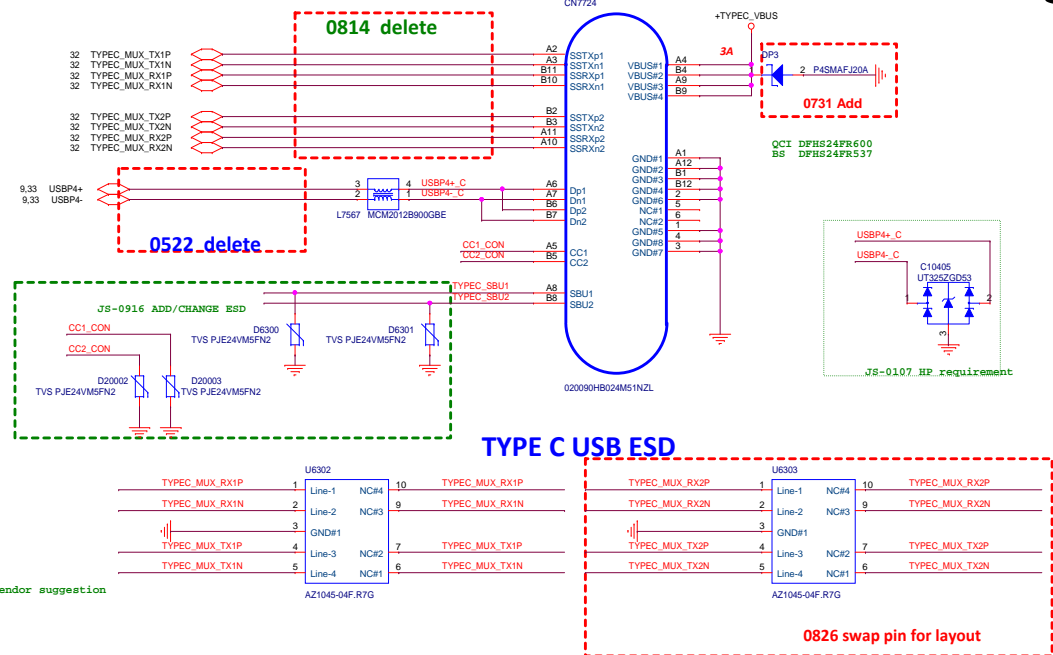 CN7724
+TYPEC_VBUS
0814 delete
3A
32 TYPEC_MUX_TX1P
32 TYPEC_MUX_TX1N
32 TYPEC_MUX_RX1P
32 TYPEC_MUX_RX1N
A2 SSTXp1
A3 SSTXn1
B11 SSRXp1
B10 SSRXn1
VBUS#1 A4
VBUS#2 B4
VBUS#3 A9
VBUS#4 B9
DP3
2 P4SMAFJ20A
0731 Add
32 TYPEC_MUX_TX2P
32 TYPEC_MUX_TX2N
32 TYPEC_MUX_RX2P
32 TYPEC_MUX_RX2N
B2 SSTXp2
B3 SSTXn2
A11 SSRXp2
A10 SSRXn2
QCI DFHS24FR600
BS DFHS24FR537
GND#1 A1
GND#2 A12
GND#3 B1
GND#4 B12
GND#6 2
NC#1 5
NC#2 6
GND#5 1
GND#8 4
GND#7 3
9,33 USBP4+
9,33 USBP4-
3 4 USBP4+_C
2 1 USBP4-_C
L7567 MCM2012B900GBE
A6 Dp1
A7 Dn1
B6 Dp2
B7 Dn2
0522 delete
CC1_CON A5 CC1
CC2_CON B5 CC2
USBP4+_C
USBP4-_C
C10405
UT325ZGD53
1 2
3
JS-0107 HP requirement
TYPEC_SBU1 A8 SBU1
TYPEC_SBU2 B8 SBU2
JS-0916 ADD/CHANGE ESD
CC1_CON
CC2_CON
D6300
TVS PJE24VM5FN2
D6301
TVS PJE24VM5FN2
D20002
TVS PJE24VM5FN2
D20003
TVS PJE24VM5FN2
020090HB024M51NZL
TYPE C USB ESD
U6302
TYPEC_MUX_RX1P 1 Line-1 NC#4 10 TYPEC_MUX_RX1P
TYPEC_MUX_RX1N 2 Line-2 NC#3 9 TYPEC_MUX_RX1N
3 GND#1
TYPEC_MUX_TX1P 4 Line-3 NC#2 7 TYPEC_MUX_TX1P
TYPEC_MUX_TX1N 5 Line-4 NC#1 6 TYPEC_MUX_TX1N
AZ1045-04F.R7G
U6303
TYPEC_MUX_RX2P 1 Line-1 NC#4 10 TYPEC_MUX_RX2P
TYPEC_MUX_RX2N 2 Line-2 NC#3 9 TYPEC_MUX_RX2N
3 GND#1
TYPEC_MUX_TX2P 4 Line-3 NC#2 7 TYPEC_MUX_TX2P
TYPEC_MUX_TX2N 5 Line-4 NC#1 6 TYPEC_MUX_TX2N
AZ1045-04F.R7G
endor suggestion
0826 swap pin for layout